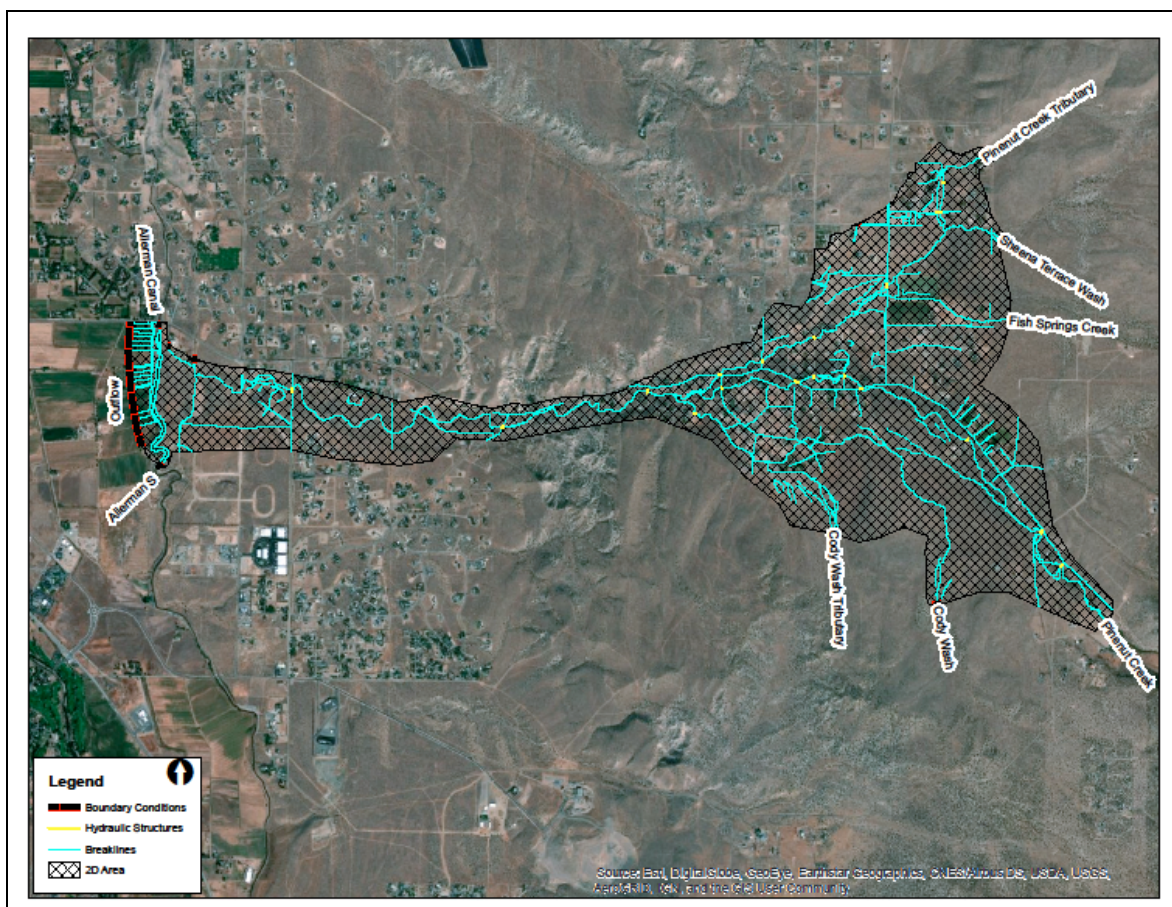 Pinenut Creek Tributary
Sheena Terrace Wash
Allerman Canal
Fish Springs Creek
Outflow
Allerman S
Cody Wash Tributary
Cody Wash
Pinenut Creek
Legend
Boundary Conditions
Hydraulic Structures
Breaklines
2D Area
Source: Esri, DigitalGlobe, GeoEye, Earthstar Geographics, CNES/Airbus DS, USDA, USGS,
AeroGRID, IGN, and the GIS User Community